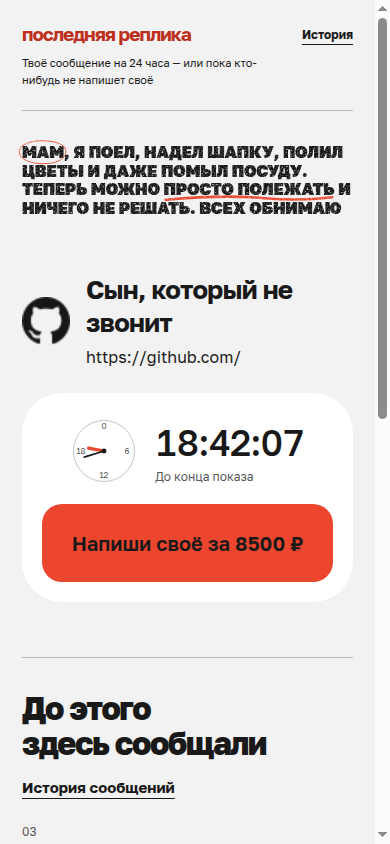 последняя реплика
История
Твоё сообщение на 24 часа — или пока кто-
нибудь не напишет своё
МАМ, Я ПОЕЛ, НАДЕЛ ШАПКУ, ПОЛИЛ
ЦВЕТЫ И ДАЖЕ ПОМЫЛ ПОСУДУ.
ТЕПЕРЬ МОЖНО ПРОСТО ПОЛЕЖАТЬ И
НИЧЕГО НЕ РЕШАТЬ. ВСЕХ ОБНИМАЮ
Сын, который не
звонит
https://github.com/
0
18
6
12
18:42:07
До конца показа
Напиши своё за 8500 ₽
До этого
здесь сообщали
История сообщений
03